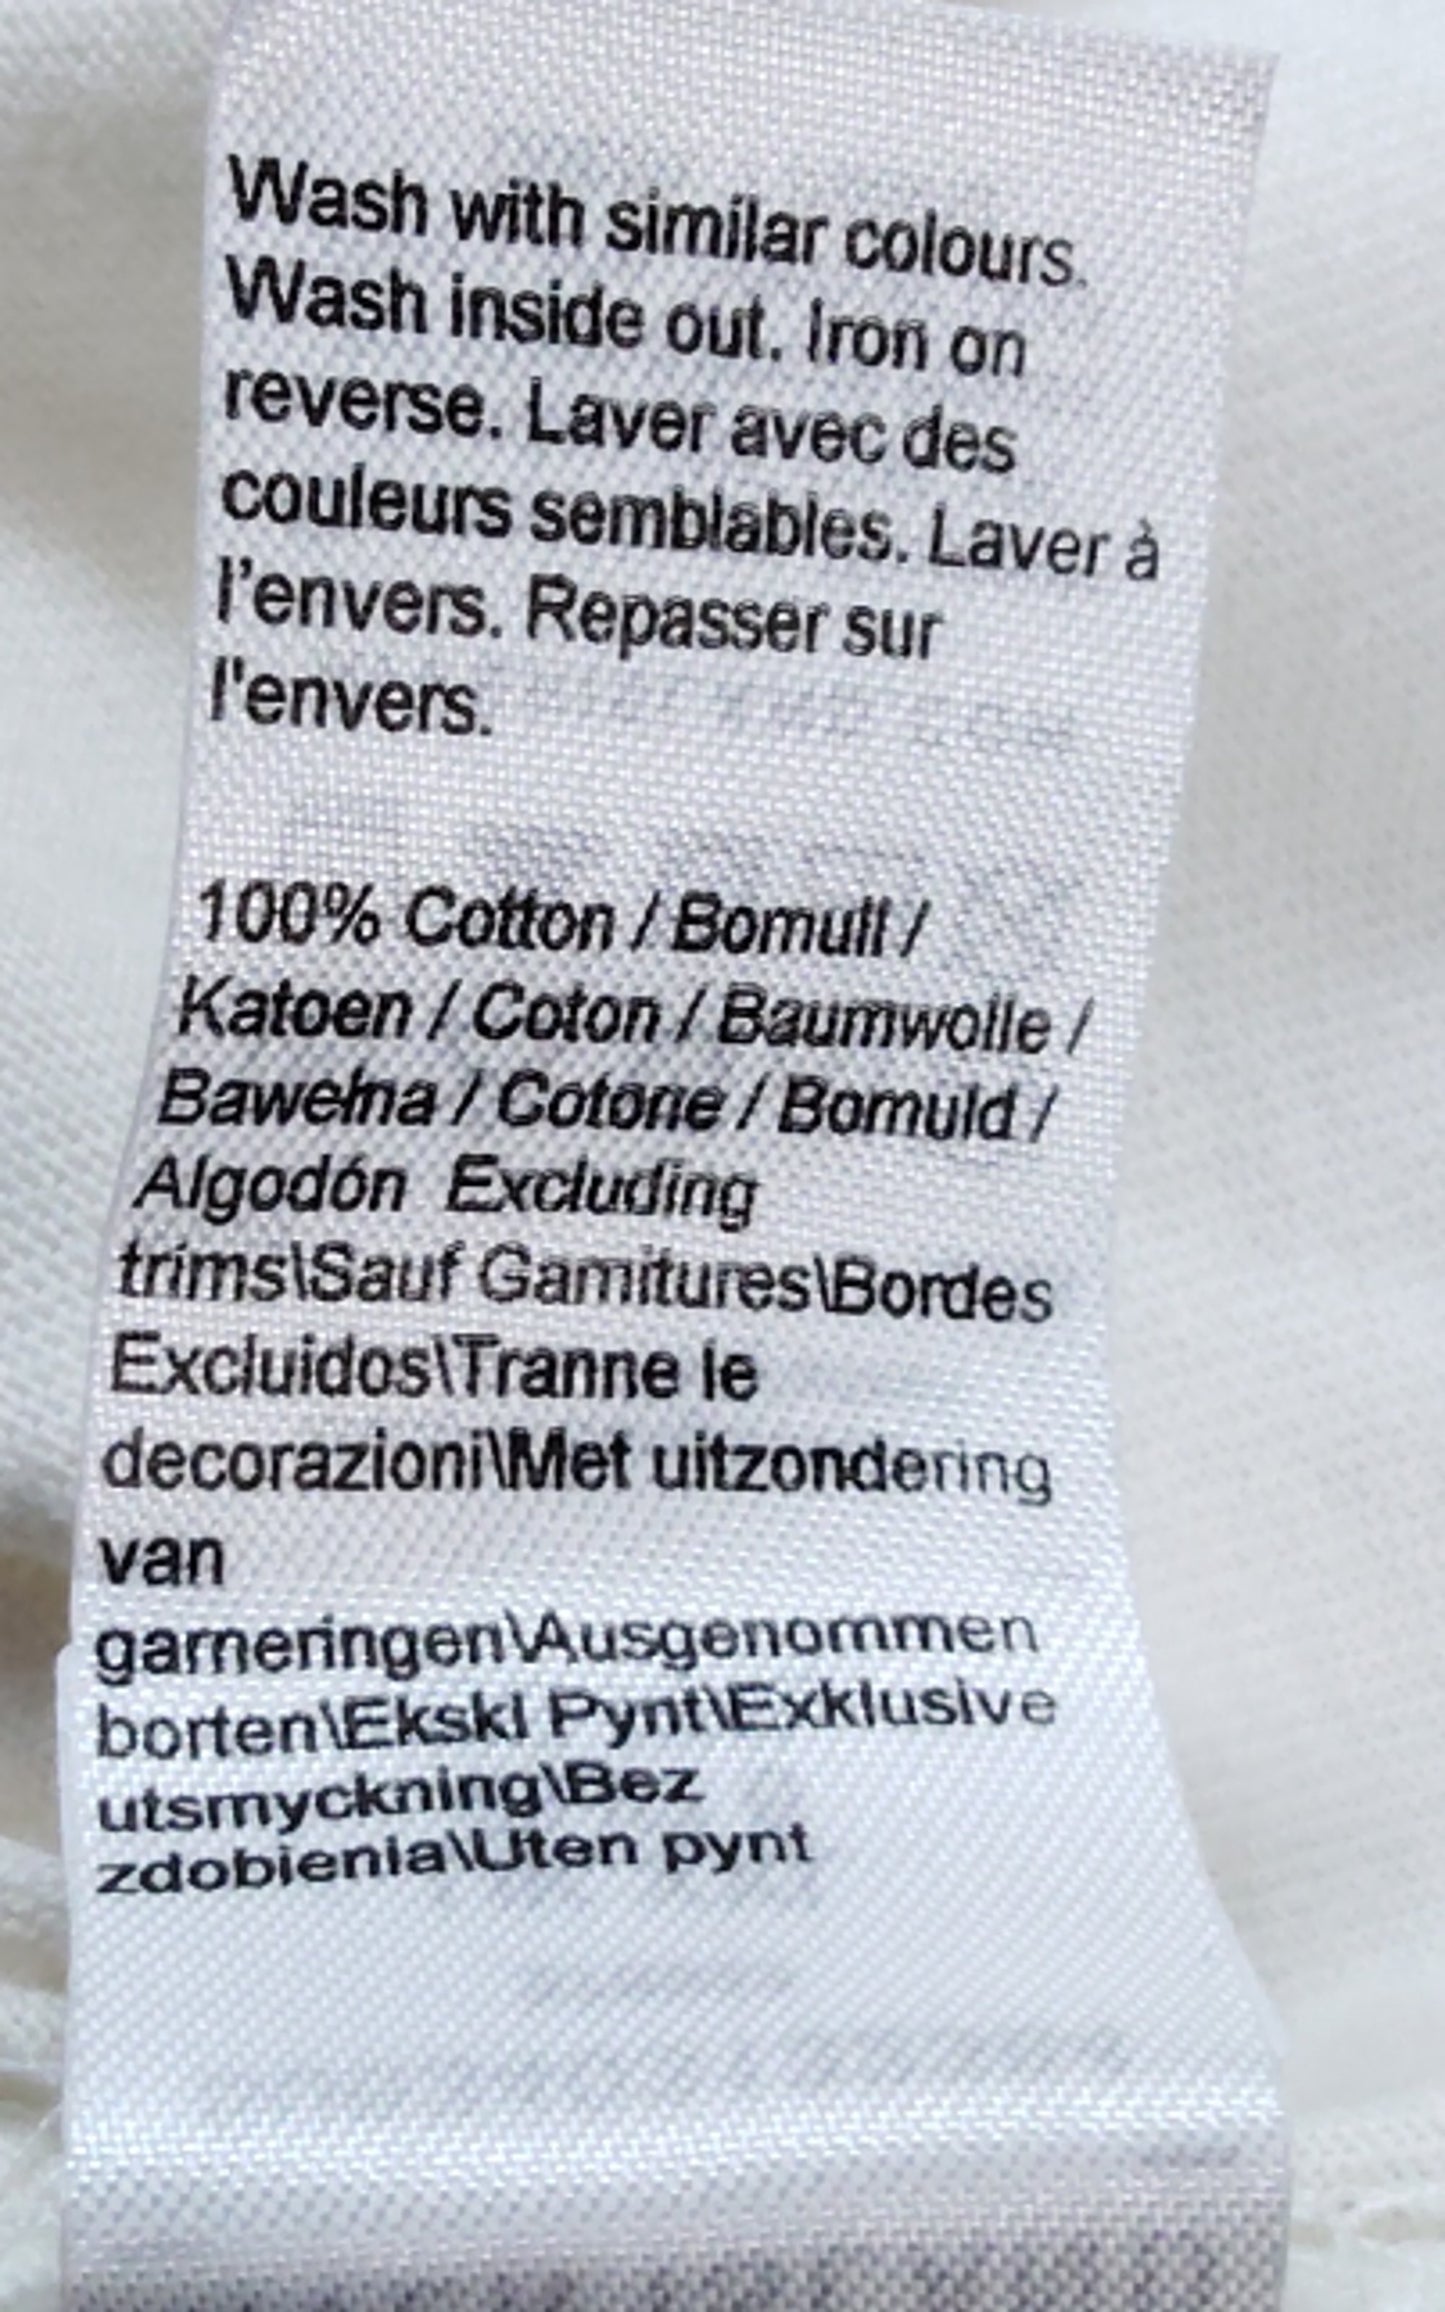 Wash with similar colours.
Wash inside out. Iron on
reverse. Laver avec des
couleurs semblables. Laver à
l'envers. Repasser sur
l'envers.
100% Cotton / Bomull /
Katoen / Coton / Baumwolle /
Bawełna / Cotone / Bomuld /
Algodón Excluding
trims\Sauf Garnitures\Bordes
Excluidos\Tranne le
decorazioni\Met uitzondering
van
garneringen\Ausgenommen
borten\Ekskl Pynt\Exklusive
utsmyckning\Bez
zdobienia\Uten pynt